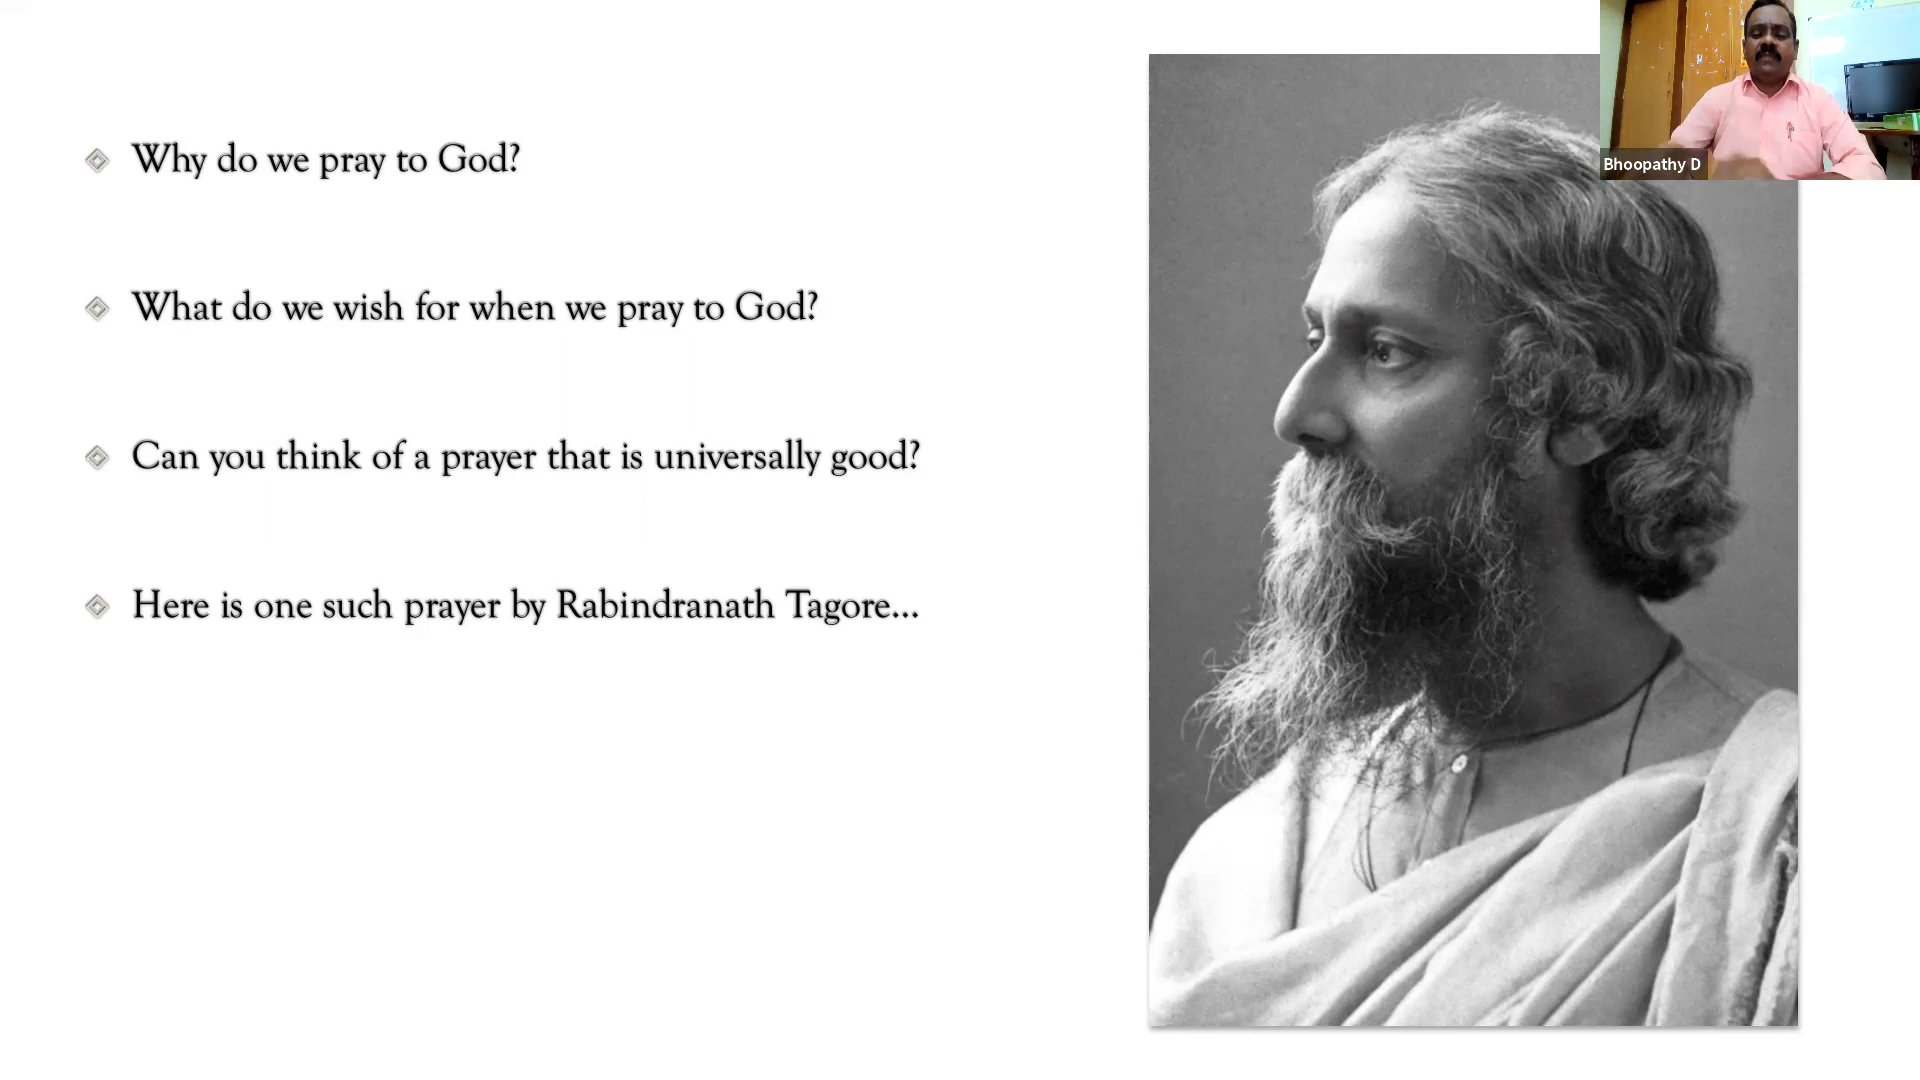 Why do we pray to God?
What do we wish for when we pray to God?
Can you think of a prayer that is universally good?
Here is one such prayer by Rabindranath Tagore...
Bhoopathy D